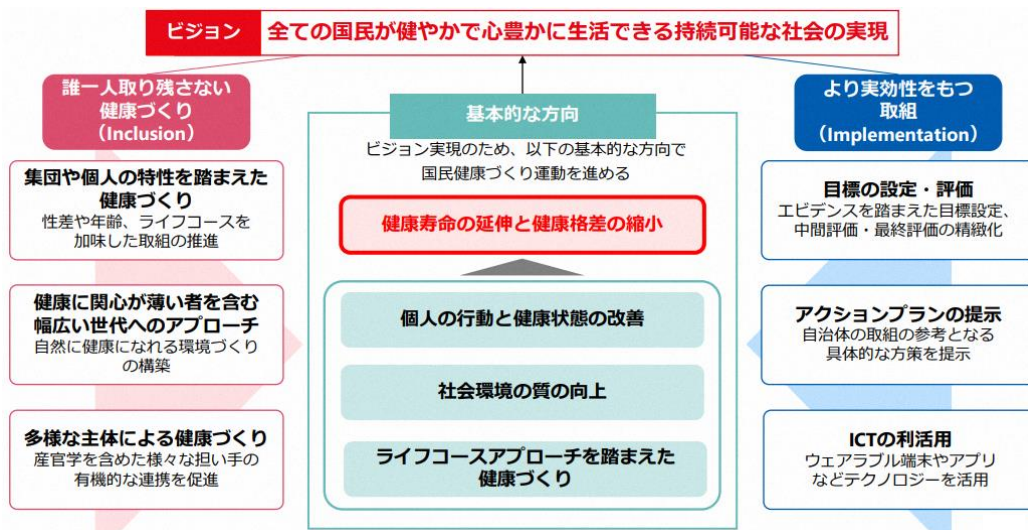 ビジョン 全ての国民が健やかで心豊かに生活できる持続可能な社会の実現
誰一人取り残さない
健康づくり
（Inclusion）
集団や個人の特性を踏まえた
健康づくり
性差や年齢、ライフコースを
加味した取組の推進
健康に関心が薄い者を含む
幅広い世代へのアプローチ
自然に健康になれる環境づくり
の構築
多様な主体による健康づくり
産官学を含めた様々な担い手の
有機的な連携を促進
基本的な方向
ビジョン実現のため、以下の基本的な方向で
国民健康づくり運動を進める
健康寿命の延伸と健康格差の縮小
個人の行動と健康状態の改善
社会環境の質の向上
ライフコースアプローチを踏まえた
健康づくり
より実効性をもつ
取組
（Implementation）
目標の設定・評価
エビデンスを踏まえた目標設定、
中間評価・最終評価の精緻化
アクションプランの提示
自治体の取組の参考となる
具体的な方策を提示
ICTの利活用
ウェアラブル端末やアプリ
などテクノロジーを活用